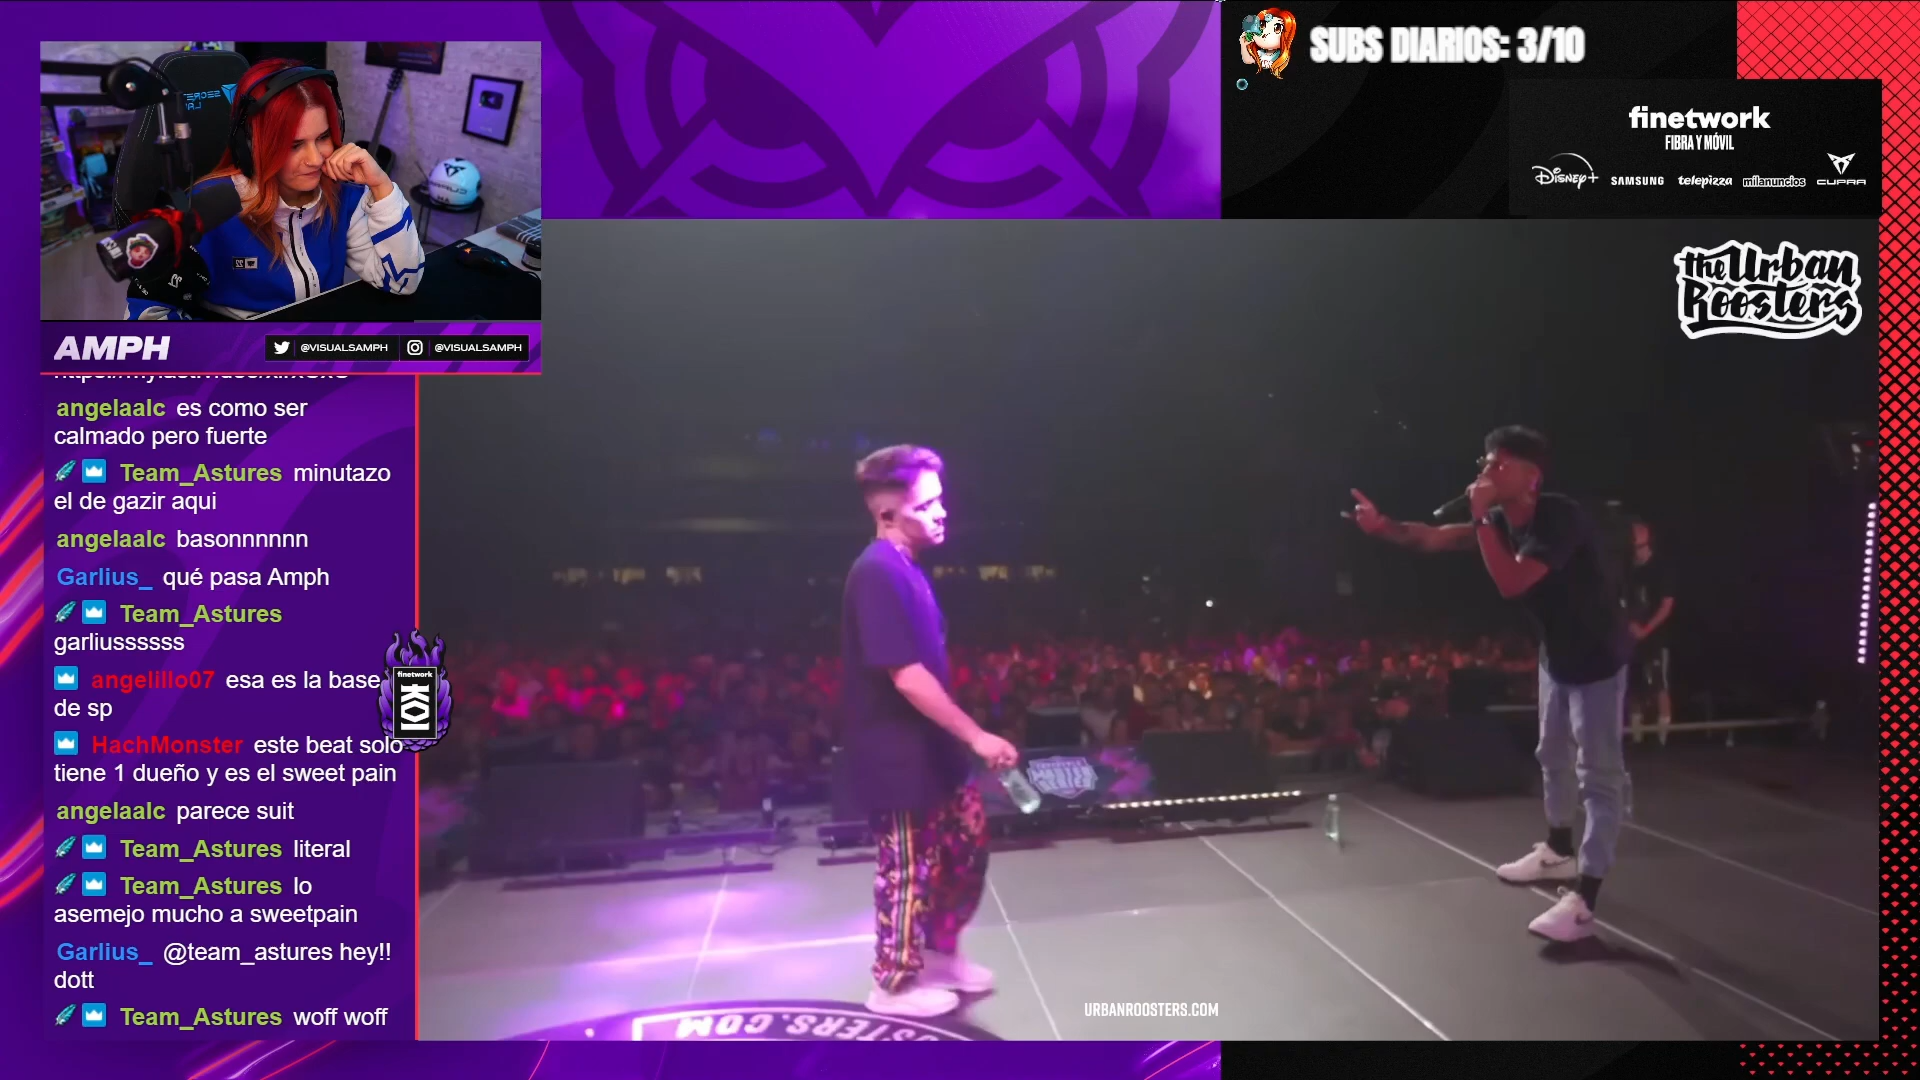 SUBS DIARIOS: 3/10
finetwork
FIBRA Y MÓVIL
Disney+ SAMSUNG telepizza milanuncios CUPRA
the Urban
Roosters
AMPH
@VISUALSAMPH @VISUALSAMPH
angelaalc es como ser
calmado pero fuerte
Team_Astures minutazo
el de gazir aqui
angelaalc basonnnnnn
Garlius_ qué pasa Amph
Team_Astures
garliussssss
angelillo07 esa es la base
de sp
HachMonster este beat solo
tiene 1 dueño y es el sweet pain
angelaalc parece suit
Team_Astures literal
Team_Astures lo
asemejo mucho a sweetpain
Garlius_ @team_astures hey!!
dott
Team_Astures woff woff
finetwork
KOI
URBANROOSTERS.COM